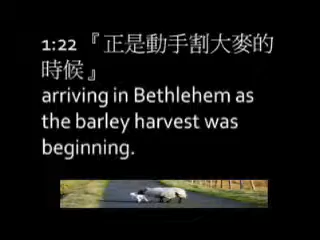 1:22 『正是動手割大麥的
時候』
arriving in Bethlehem as
the barley harvest was
beginning.